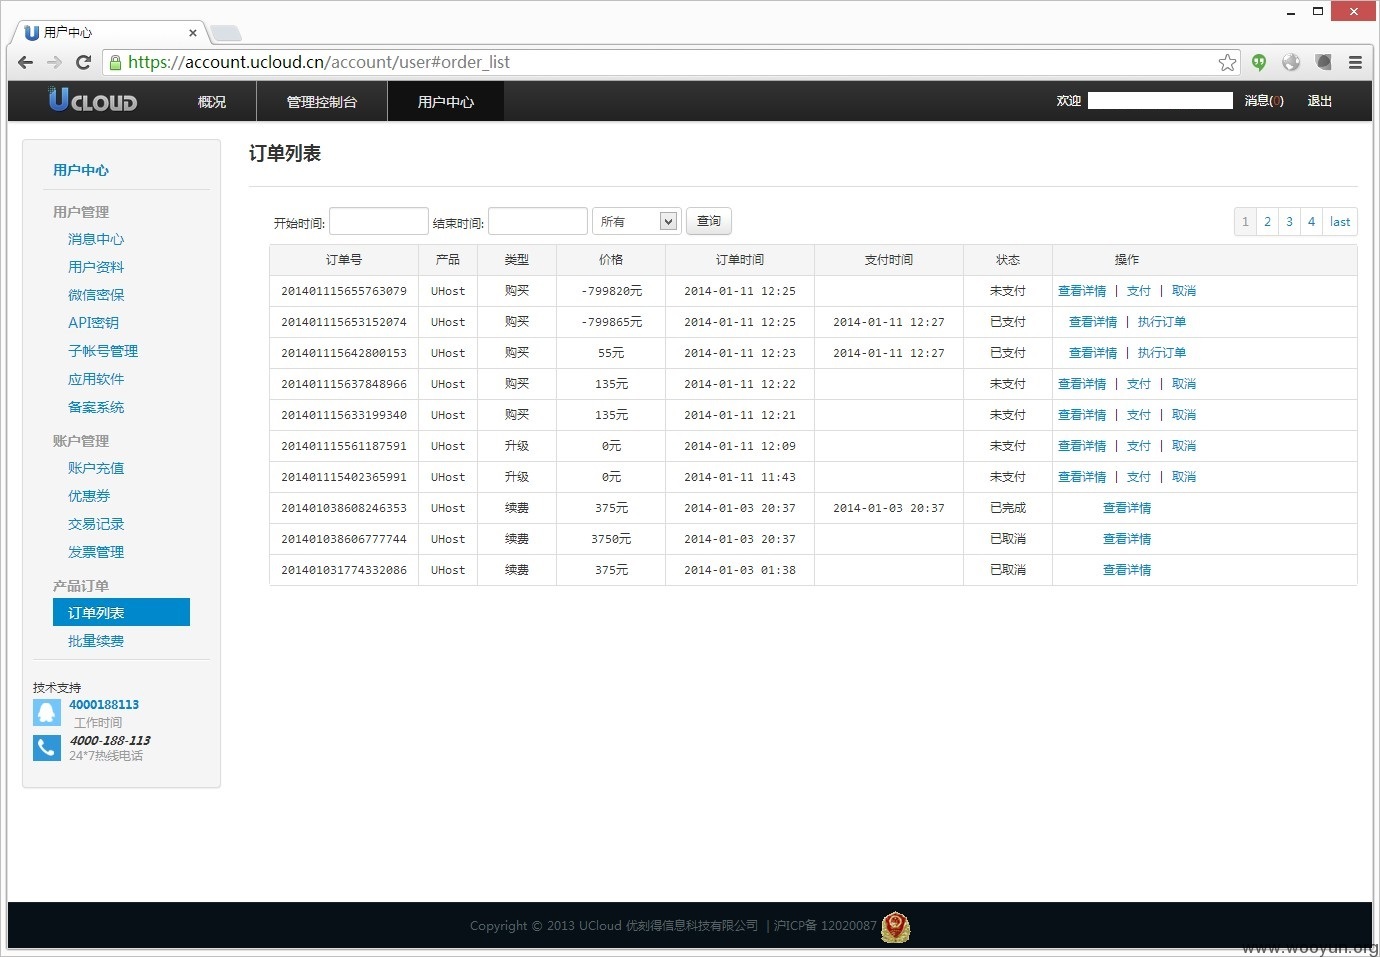 用户中心
https://account.ucloud.cn/account/user#order_list
UCLOUD 概况 管理控制台 用户中心 欢迎 消息(0) 退出
用户中心
用户管理
消息中心
用户资料
微信密保
API密钥
子帐号管理
应用软件
备案系统
账户管理
账户充值
优惠券
交易记录
发票管理
产品订单
订单列表
批量续费
技术支持
4000188113
工作时间
4000-188-113
24*7热线电话
订单列表
开始时间: 结束时间: 所有 查询 1 2 3 4 last
订单号 产品 类型 价格 订单时间 支付时间 状态 操作
201401115655763079 UHost 购买 -799820元 2014-01-11 12:25 未支付 查看详情 | 支付 | 取消
201401115653152074 UHost 购买 -799865元 2014-01-11 12:25 2014-01-11 12:27 已支付 查看详情 | 执行订单
201401115642800153 UHost 购买 55元 2014-01-11 12:23 2014-01-11 12:27 已支付 查看详情 | 执行订单
201401115637848966 UHost 购买 135元 2014-01-11 12:22 未支付 查看详情 | 支付 | 取消
201401115633199340 UHost 购买 135元 2014-01-11 12:21 未支付 查看详情 | 支付 | 取消
201401115561187591 UHost 升级 0元 2014-01-11 12:09 未支付 查看详情 | 支付 | 取消
201401115402365991 UHost 升级 0元 2014-01-11 11:43 未支付 查看详情 | 支付 | 取消
201401038608246353 UHost 续费 375元 2014-01-03 20:37 2014-01-03 20:37 已完成 查看详情
201401038606777744 UHost 续费 3750元 2014-01-03 20:37 已取消 查看详情
201401031774332086 UHost 续费 375元 2014-01-03 01:38 已取消 查看详情
Copyright © 2013 UCloud 优刻得信息科技有限公司 | 沪ICP备 12020087
www.wooyun.org